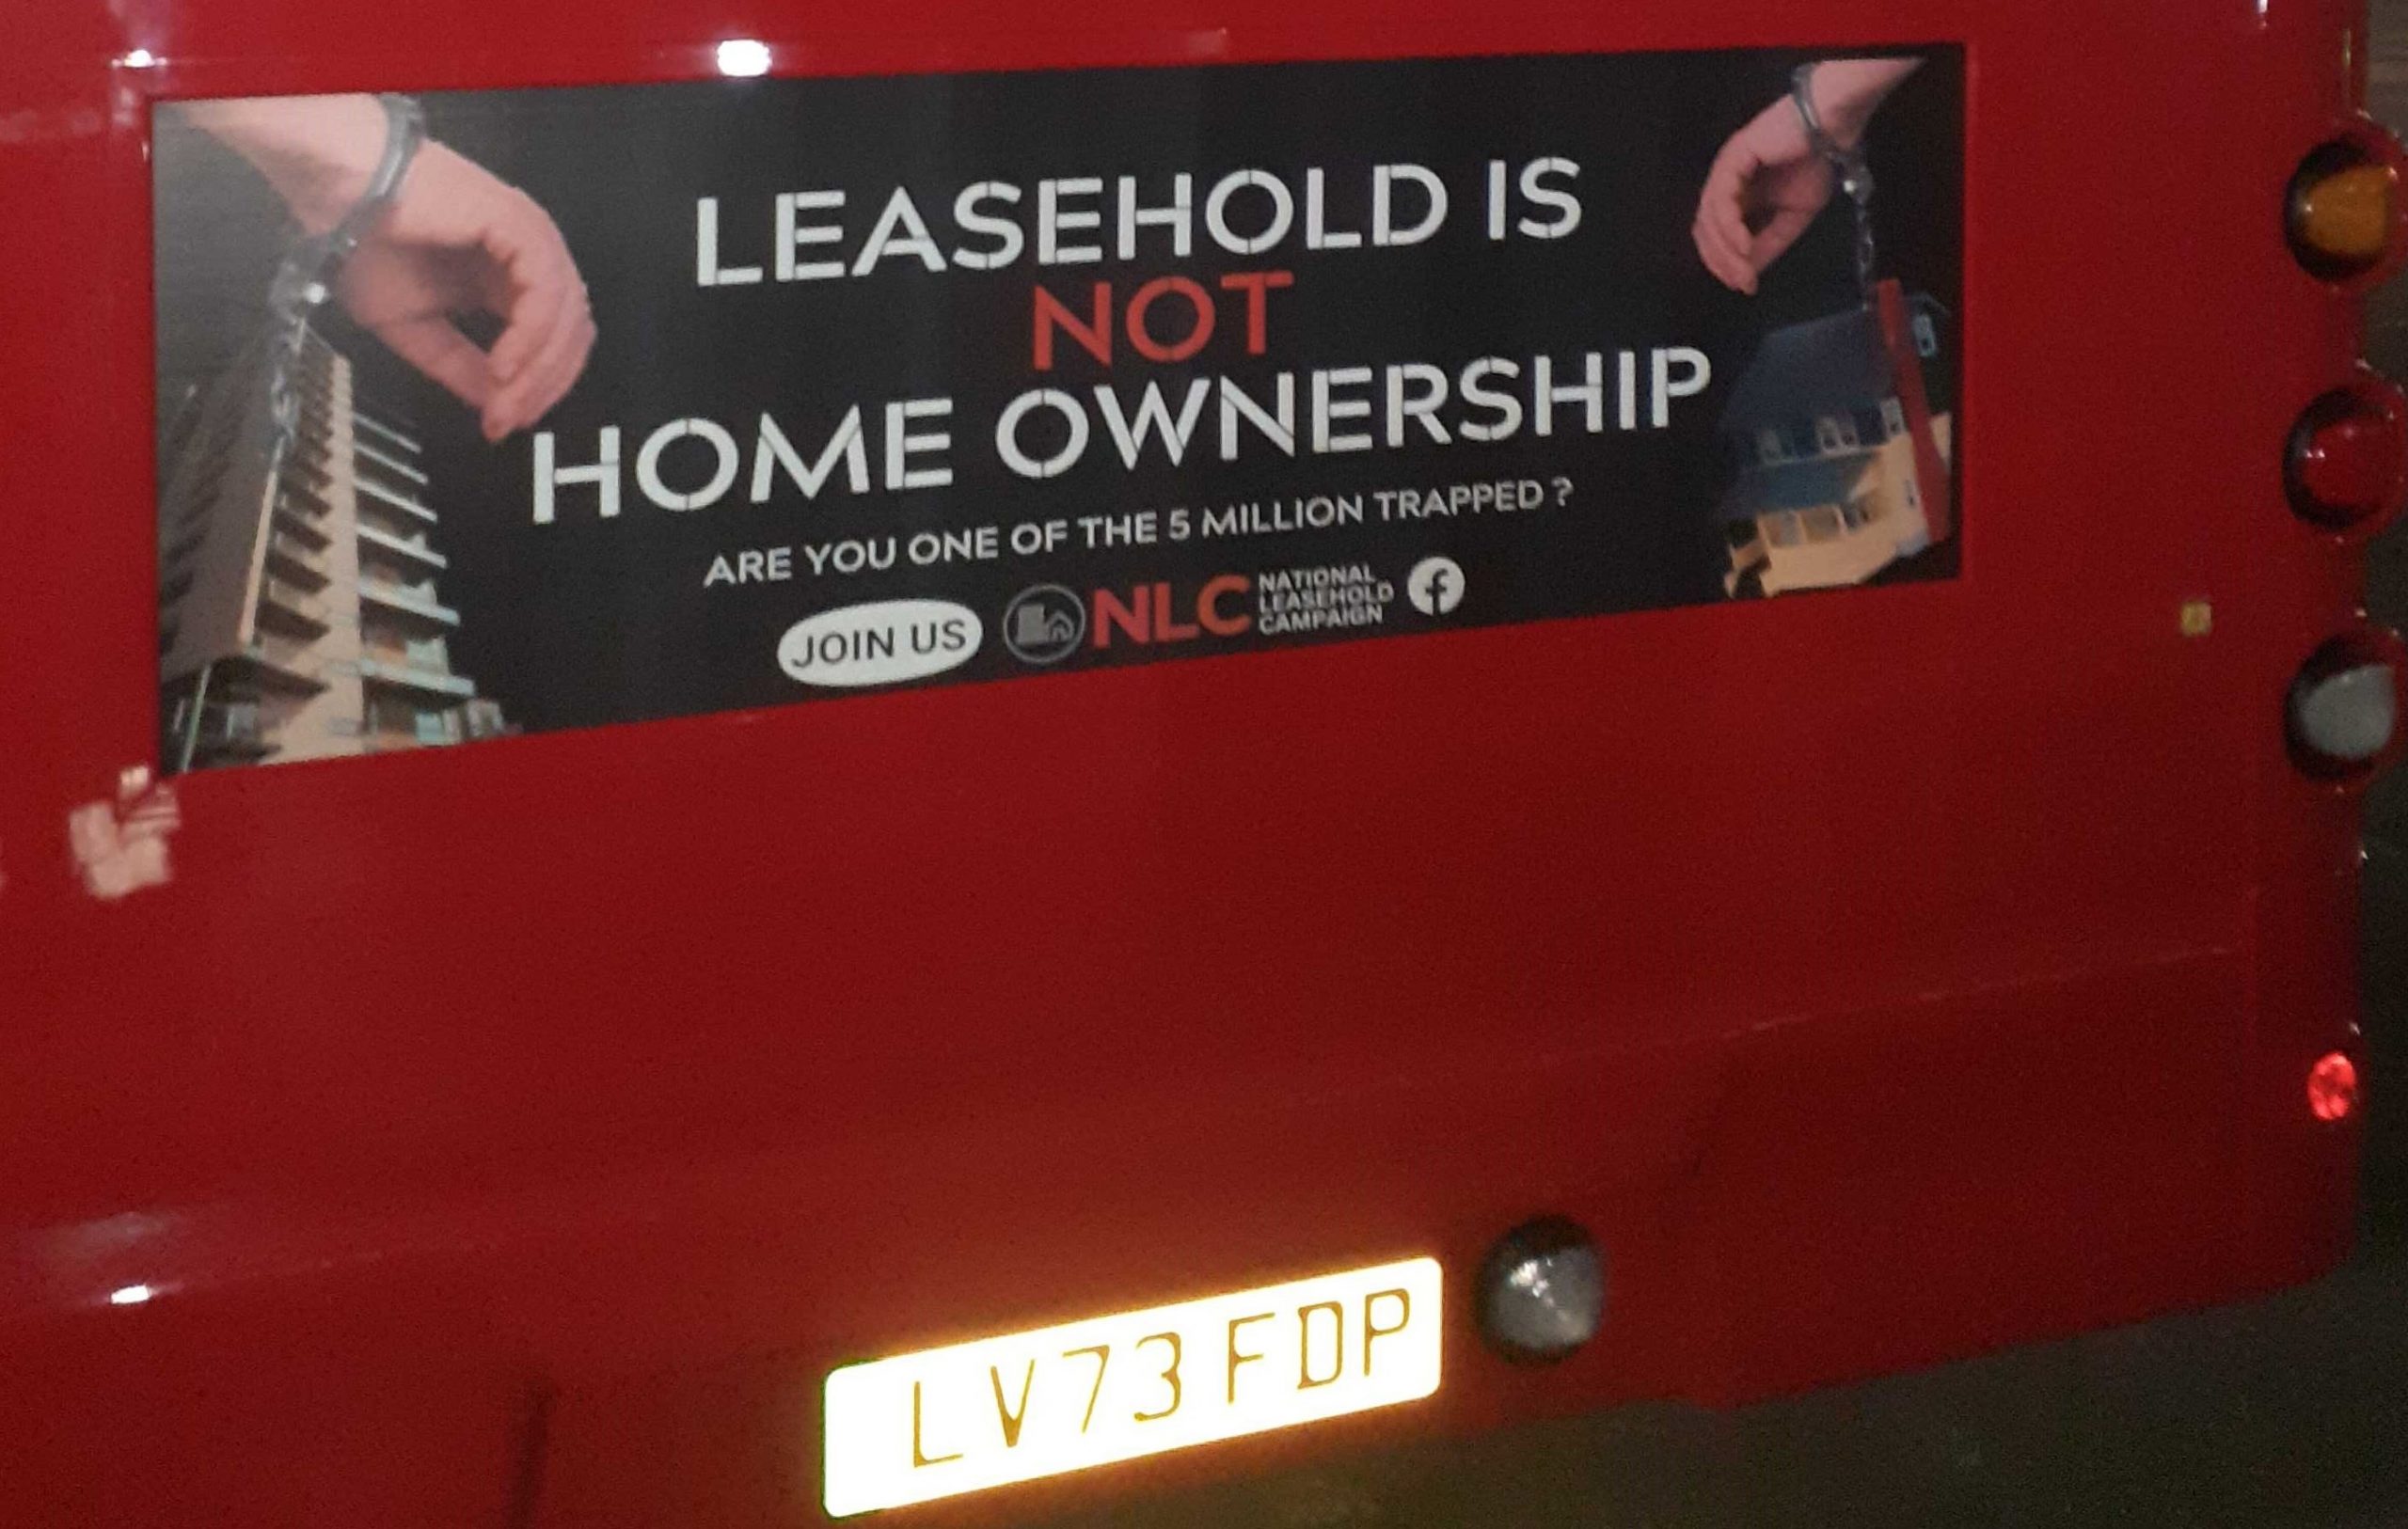 LEASEHOLD IS
NOT
HOME OWNERSHIP
ARE YOU ONE OF THE 5 MILLION TRAPPED ?
JOIN US
NLC
NATIONAL
LEASEHOLD
CAMPAIGN
LV73 FDP